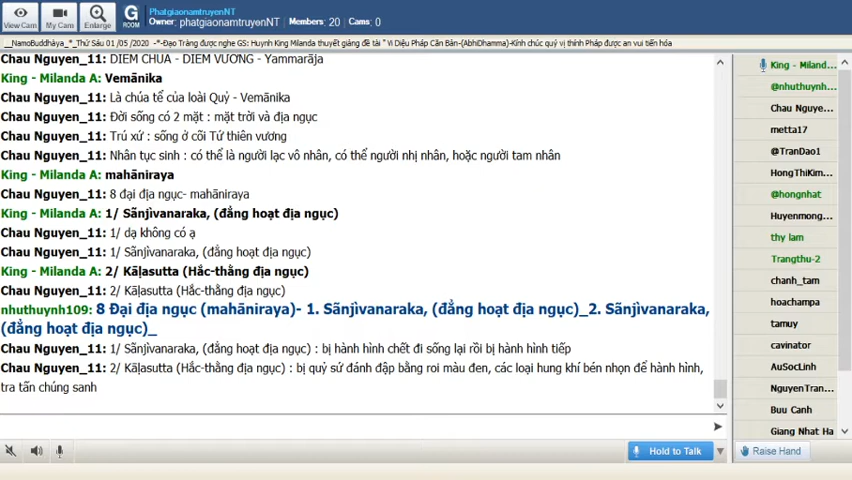 PhatgiaonamtruyenNT
Owner: phatgiaonamtruyenNT Members: 20 Cams: 0
View Cam
My Cam
Enlarge
G
ROOM
__NamoBuddhàya_*_Thứ Sáu 01 /05 /2020 -*-Đạo Tràng được nghe GS: Huynh King Milanda thuyết giảng đề tài " Vi Diệu Pháp Căn Bản-(AbhiDhamma)-Kính chúc quý vị thính Pháp được an vui tiến hóa
Chau Nguyen_11: DIÊM CHÚA - DIÊM VƯƠNG - Yammarāja
King - Milanda A: Vemānika
Chau Nguyen_11: Là chúa tể của loài Quỷ - Vemānika
Chau Nguyen_11: Đời sống có 2 mặt : mặt trời và địa ngục
Chau Nguyen_11: Trú xứ : sống ở cõi Tứ thiên vương
Chau Nguyen_11: Nhân tục sinh : có thể là người lạc vô nhân, có thể người nhị nhân, hoặc người tam nhân
King - Milanda A: mahāniraya
Chau Nguyen_11: 8 đại địa ngục- mahāniraya
King - Milanda A: 1/ Sãnjìvanaraka, (đẳng hoạt địa ngục)
Chau Nguyen_11: 1/ dạ không có ạ
Chau Nguyen_11: 1/ Sãnjìvanaraka, (đẳng hoạt địa ngục)
King - Milanda A: 2/ Kāḷasutta (Hắc-thằng địa ngục)
Chau Nguyen_11: 2/ Kāḷasutta (Hắc-thằng địa ngục)
nhuthuynh109: 8 Đại địa ngục (mahāniraya)- 1. Sãnjìvanaraka, (đẳng hoạt địa ngục)_2. Sãnjìvanaraka,
(đẳng hoạt địa ngục)_
Chau Nguyen_11: 1/ Sãnjìvanaraka, (đẳng hoạt địa ngục) : bị hành hình chết đi sống lại rồi bị hành hình tiếp
Chau Nguyen_11: 2/ Kāḷasutta (Hắc-thằng địa ngục) : bị quỷ sứ đánh đập bằng roi màu đen, các loại hung khí bén nhọn để hành hình,
tra tấn chúng sanh
King - Miland...
@nhuthuynh...
Chau Nguye...
metta17
@TranDao1
HongThiKim...
@hongnhat
Huyenmong...
thy lam
Trangthu-2
chanh_tam
hoachampa
tamuy
cavinator
AuSocLinh
NguyenTran...
Buu Canh
Giang Nhat Ha
Hold to Talk
Raise Hand